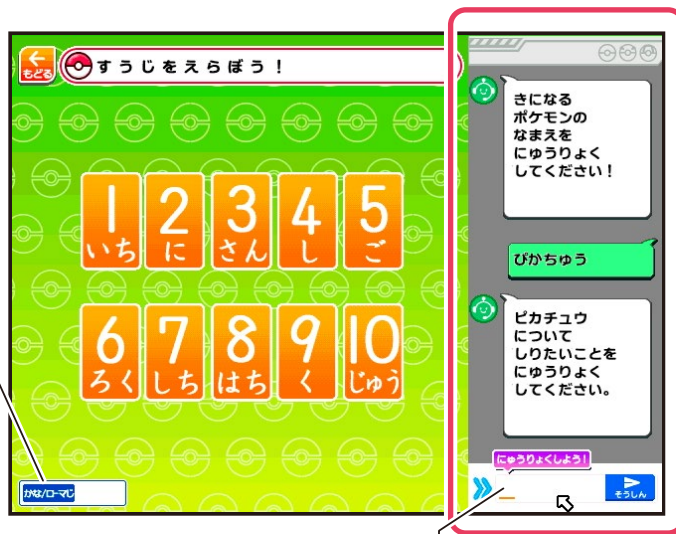 もどる
すうじをえらぼう!
1 2 3 4 5
いち に さん し ご
6 7 8 9 10
ろく しち はち く じゅう
かな/ローマじ
きになる
ポケモンの
なまえを
にゅうりょく
してください!
ぴかちゅう
ピカチュウ
について
しりたいことを
にゅうりょく
してください。
にゅうりょくしよう!
そうしん